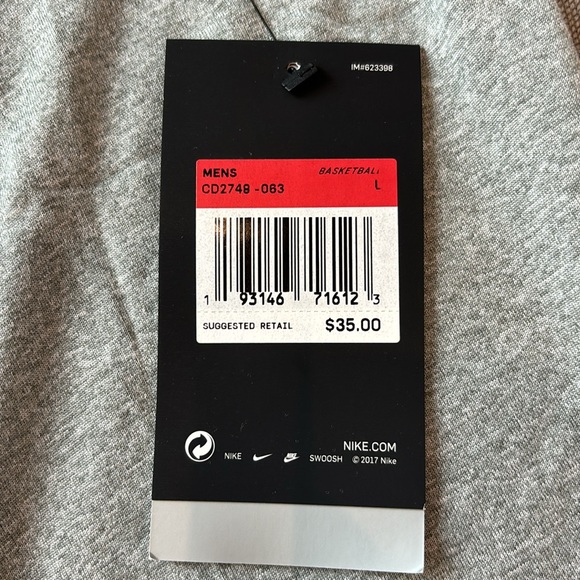 IM#623398
MENS BASKETBALL
CD2748 -063 L
1 93146 71612 3
SUGGESTED RETAIL $35.00
NIKE.COM
NIKE SWOOSH © 2017 Nike